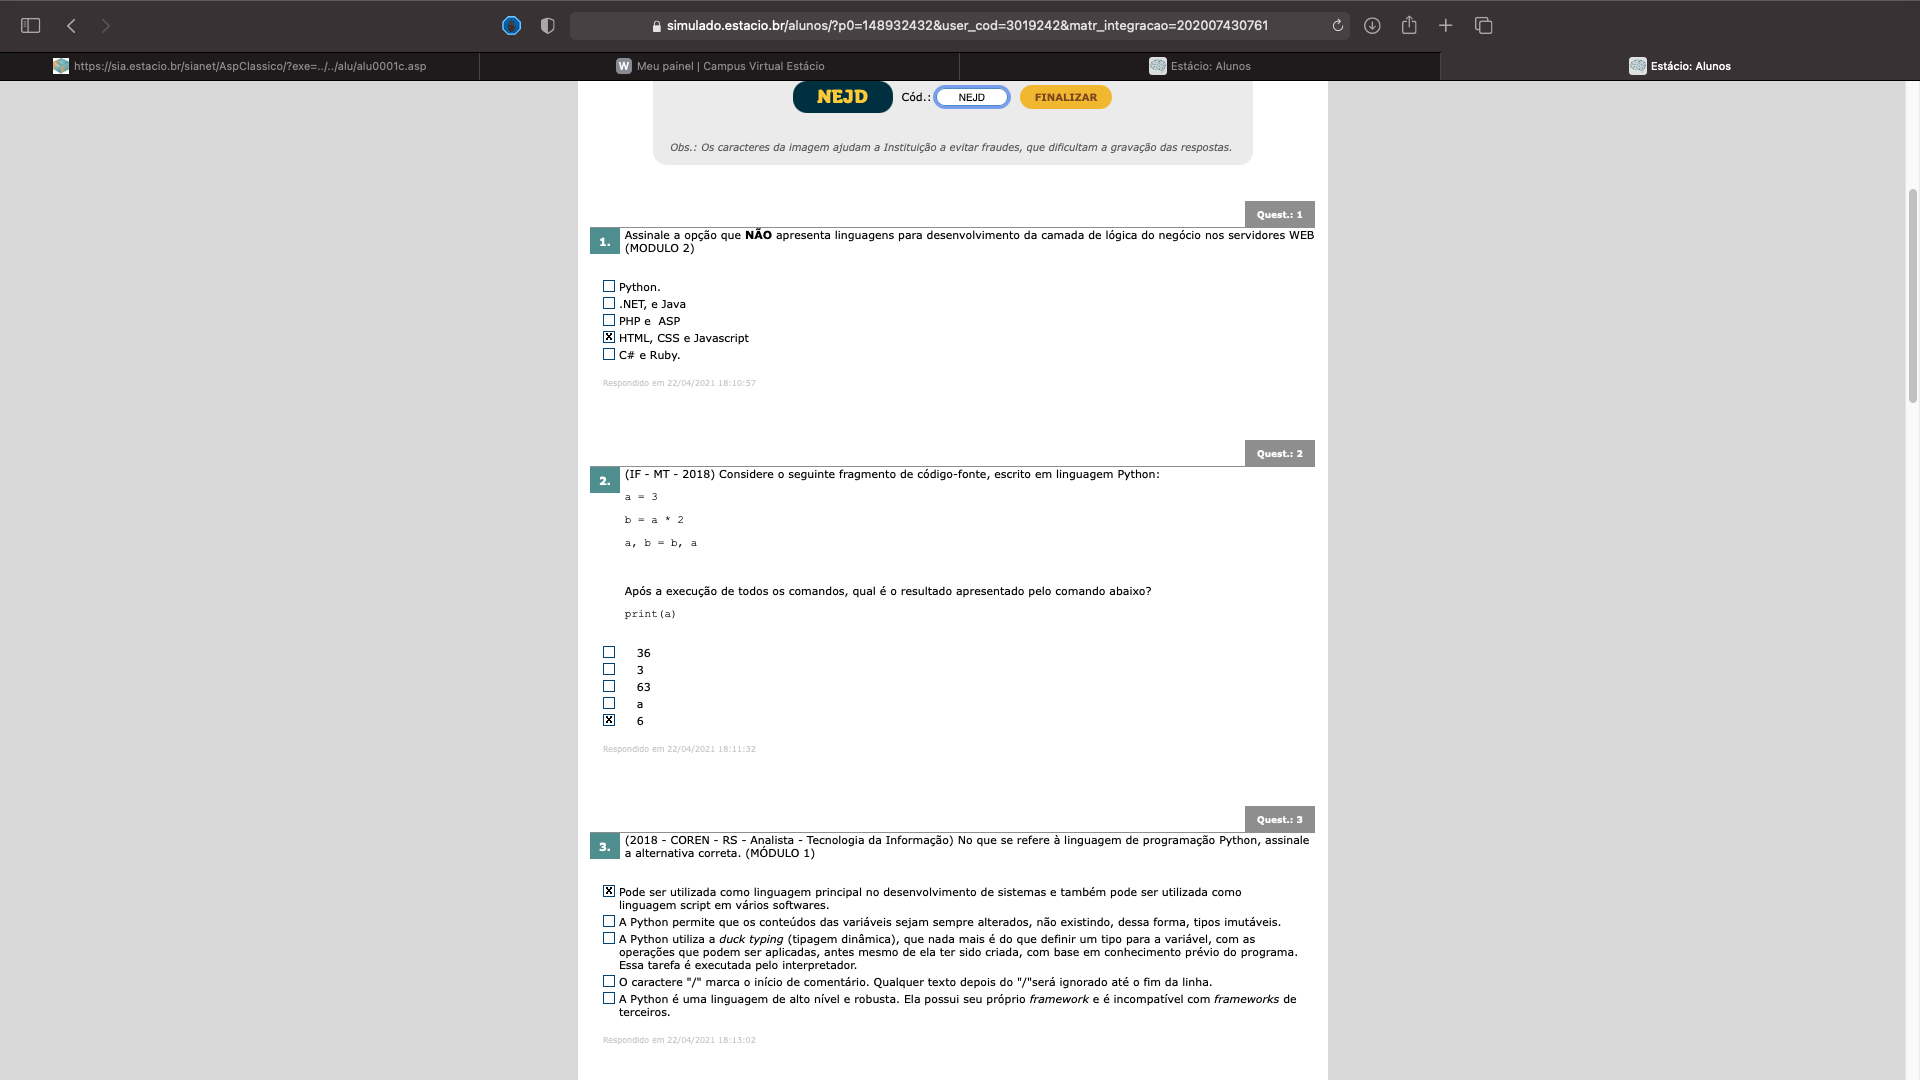 simulado.estacio.br/alunos/?p0=148932432&user_cod=3019242&matr_integracao=202007430761
https://sia.estacio.br/sianet/AspClassico/?exe=../../alu/alu0001c.asp
W Meu painel | Campus Virtual Estácio
Estácio: Alunos
Estácio: Alunos
NEJD Cód.: NEJD FINALIZAR
Obs.: Os caracteres da imagem ajudam a Instituição a evitar fraudes, que dificultam a gravação das respostas.
Quest.: 1
1. Assinale a opção que NÃO apresenta linguagens para desenvolvimento da camada de lógica do negócio nos servidores WEB
(MODULO 2)
Python.
.NET, e Java
PHP e  ASP
X HTML, CSS e Javascript
C# e Ruby.
Respondido em 22/04/2021 18:10:57
Quest.: 2
2. (IF - MT - 2018) Considere o seguinte fragmento de código-fonte, escrito em linguagem Python:
a = 3
b = a * 2
a, b = b, a
Após a execução de todos os comandos, qual é o resultado apresentado pelo comando abaixo?
print(a)
36
3
63
a
X 6
Respondido em 22/04/2021 18:11:32
Quest.: 3
3. (2018 - COREN - RS - Analista - Tecnologia da Informação) No que se refere à linguagem de programação Python, assinale
a alternativa correta. (MÓDULO 1)
X Pode ser utilizada como linguagem principal no desenvolvimento de sistemas e também pode ser utilizada como
linguagem script em vários softwares.
A Python permite que os conteúdos das variáveis sejam sempre alterados, não existindo, dessa forma, tipos imutáveis.
A Python utiliza a duck typing (tipagem dinâmica), que nada mais é do que definir um tipo para a variável, com as
operações que podem ser aplicadas, antes mesmo de ela ter sido criada, com base em conhecimento prévio do programa.
Essa tarefa é executada pelo interpretador.
O caractere "/" marca o início de comentário. Qualquer texto depois do "/"será ignorado até o fim da linha.
A Python é uma linguagem de alto nível e robusta. Ela possui seu próprio framework e é incompatível com frameworks de
terceiros.
Respondido em 22/04/2021 18:13:02